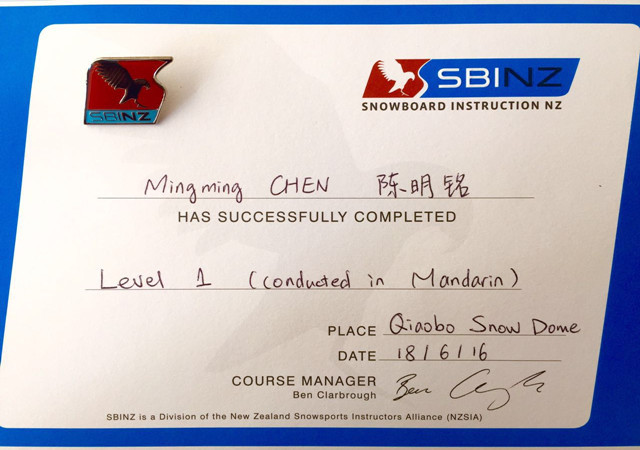 SBINZ
SBINZ
SNOWBOARD INSTRUCTION NZ
Mingming CHEN 陈明铭
HAS SUCCESSFULLY COMPLETED
Level 1 (conducted in Mandarin)
PLACE Qiaobo Snow Dome
DATE 18/6/16
COURSE MANAGER
Ben Clarbrough
SBINZ is a Division of the New Zealand Snowsports Instructors Alliance (NZSIA)